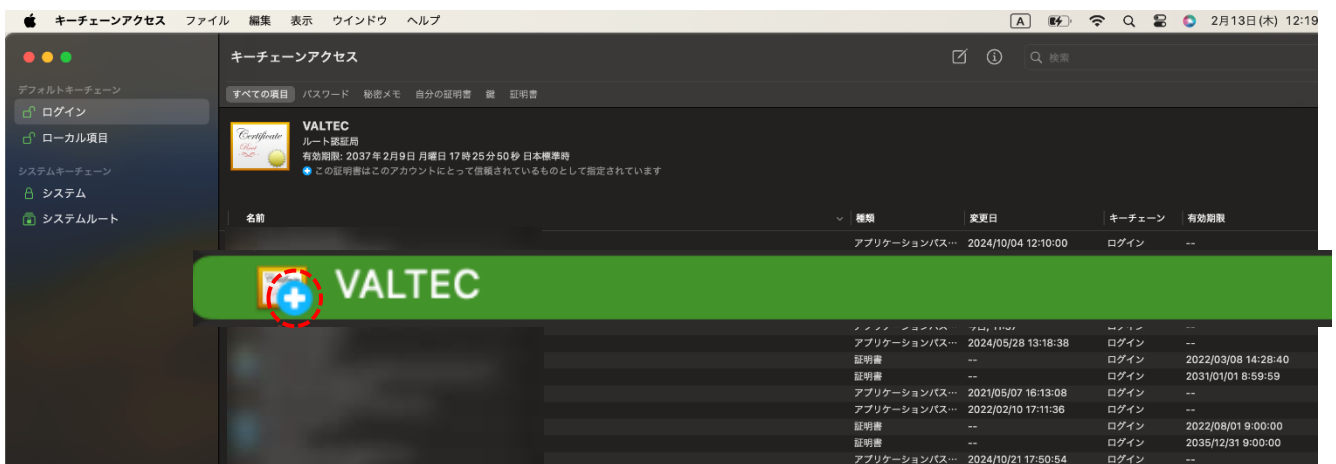 キーチェーンアクセス ファイル 編集 表示 ウインドウ ヘルプ A 2月13日(木) 12:19
キーチェーンアクセス 検索
デフォルトキーチェーン
ログイン
ローカル項目
システムキーチェーン
システム
システムルート
すべての項目 パスワード 秘密メモ 自分の証明書 鍵 証明書
Certificate
Root
VALTEC
ルート認証局
有効期限: 2037年2月9日 月曜日 17時25分50秒 日本標準時
この証明書はこのアカウントにとって信頼されているものとして指定されています
名前 種類 変更日 キーチェーン 有効期限
アプリケーションパス… 2024/10/04 12:10:00 ログイン --
VALTEC
アプリケーションパス… 2024/05/28 13:18:38 ログイン --
証明書 -- ログイン 2022/03/08 14:28:40
証明書 -- ログイン 2031/01/01 8:59:59
アプリケーションパス… 2021/05/07 16:13:08 ログイン --
アプリケーションパス… 2022/02/10 17:11:36 ログイン --
証明書 -- ログイン 2022/08/01 9:00:00
証明書 -- ログイン 2035/12/31 9:00:00
アプリケーションパス… 2024/10/21 17:50:54 ログイン --